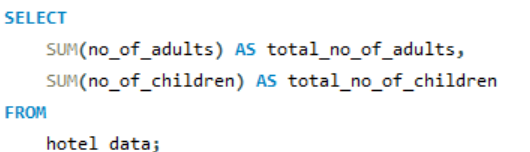 SELECT
SUM(no_of_adults) AS total_no_of_adults,
SUM(no_of_children) AS total_no_of_children
FROM
hotel data;